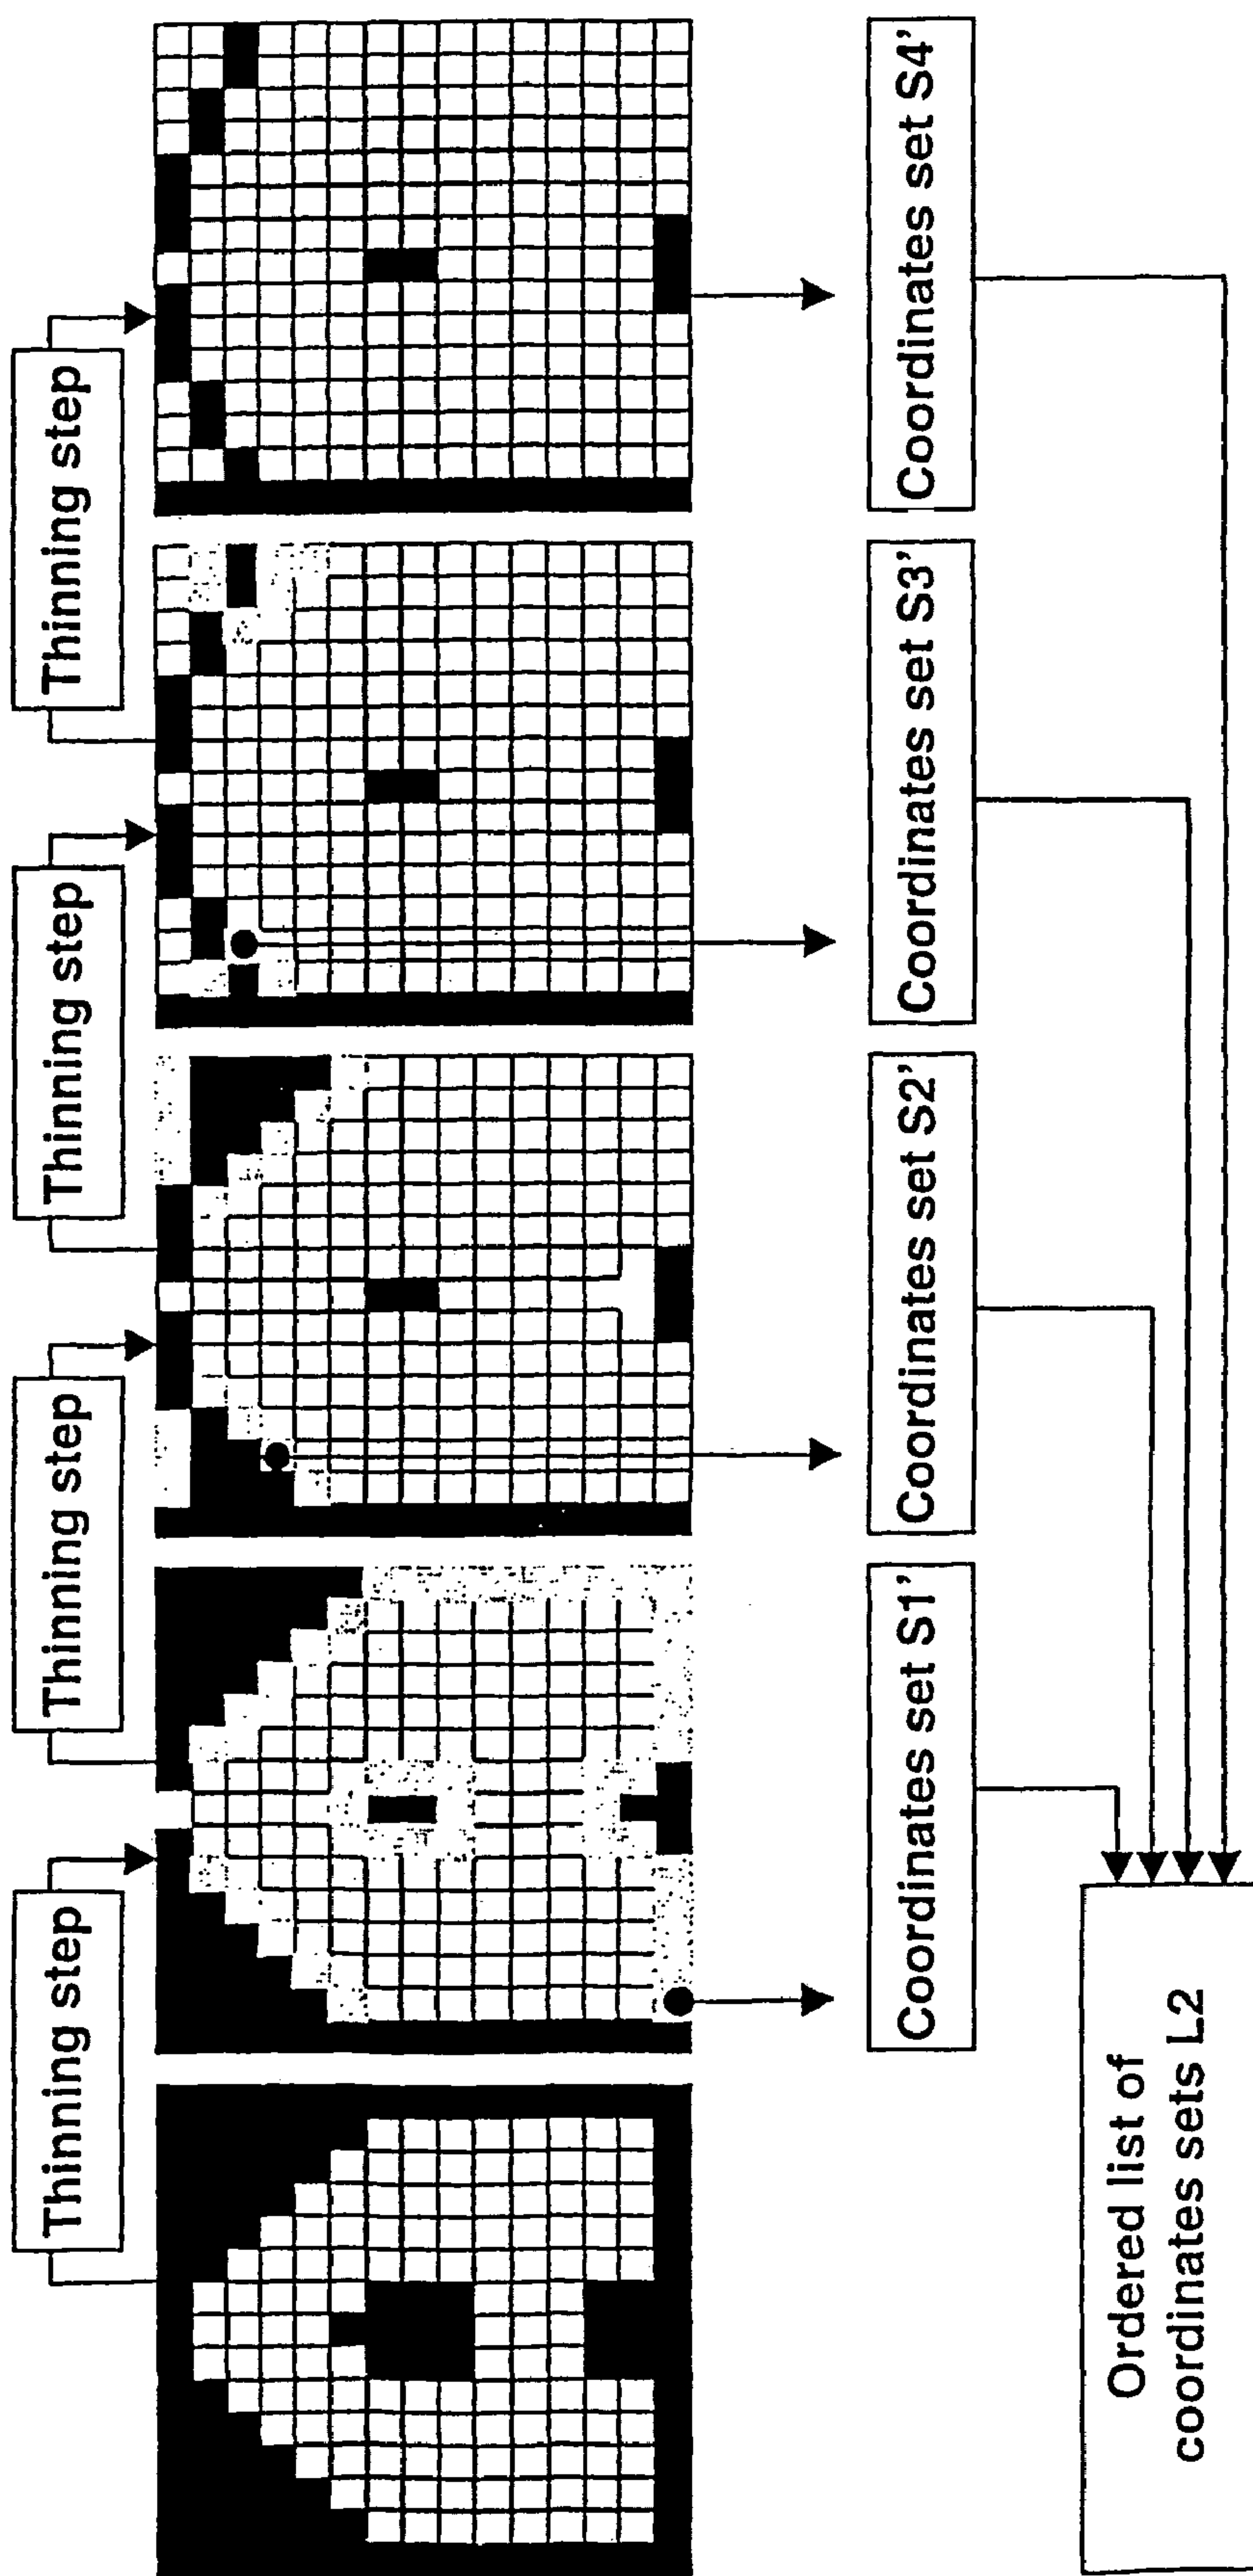 Thinning step
Thinning step
Thinning step
Thinning step
Coordinates set S1’
Coordinates set S2’
Coordinates set S3’
Coordinates set S4’
Ordered list of
coordinates sets L2